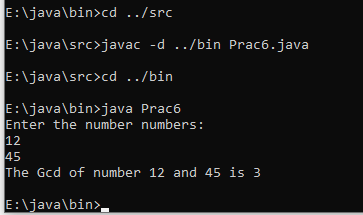 E:\java\bin>cd ../src
E:\java\src>javac -d ../bin Prac6.java
E:\java\src>cd ../bin
E:\java\bin>java Prac6
Enter the number numbers:
12
45
The Gcd of number 12 and 45 is 3
E:\java\bin>